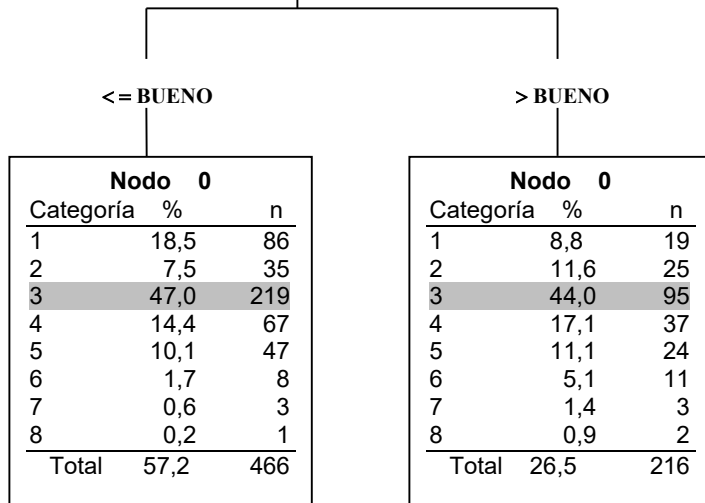 <= BUENO
> BUENO
Nodo 0
Categoría % n
1 18,5 86
2 7,5 35
3 47,0 219
4 14,4 67
5 10,1 47
6 1,7 8
7 0,6 3
8 0,2 1
Total 57,2 466
Nodo 0
Categoría % n
1 8,8 19
2 11,6 25
3 44,0 95
4 17,1 37
5 11,1 24
6 5,1 11
7 1,4 3
8 0,9 2
Total 26,5 216